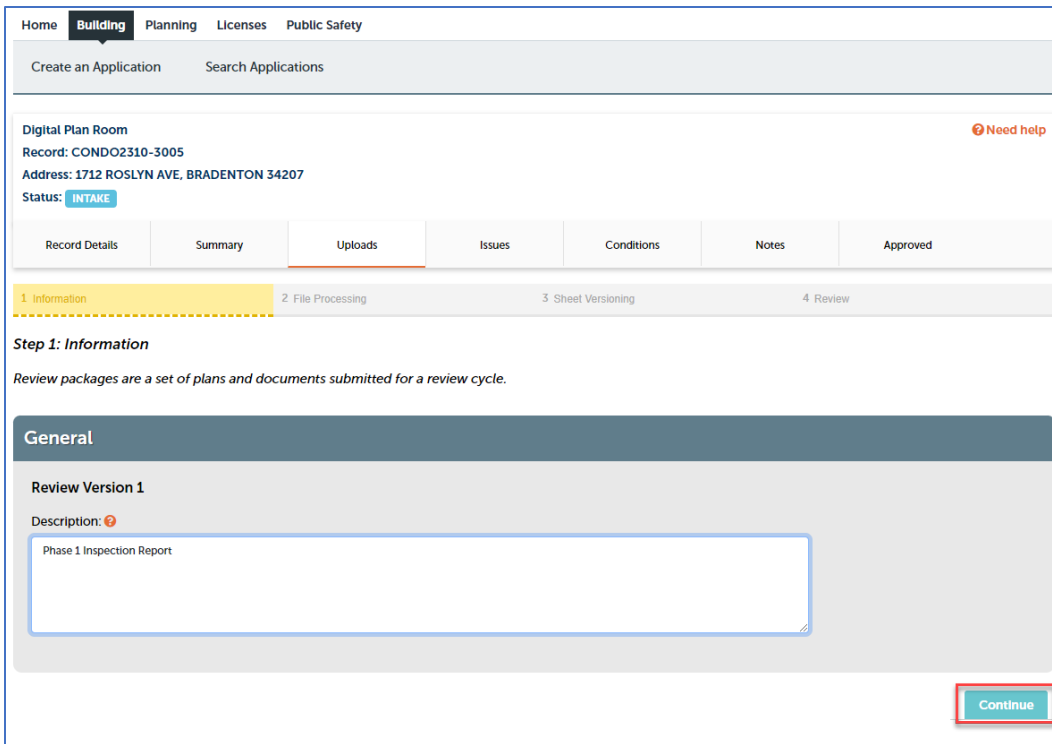 Home Building Planning Licenses Public Safety
Create an Application Search Applications
Digital Plan Room
Need help
Record: CONDO2310-3005
Address: 1712 ROSLYN AVE, BRADENTON 34207
Status: INTAKE
Record Details Summary Uploads Issues Conditions Notes Approved
1 Information 2 File Processing 3 Sheet Versioning 4 Review
Step 1: Information
Review packages are a set of plans and documents submitted for a review cycle.
General
Review Version 1
Description:
Phase 1 Inspection Report
Continue